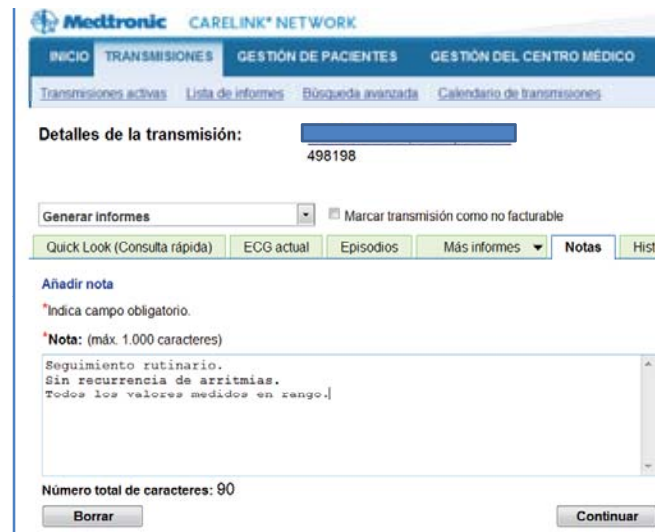 Medtronic CARELINK® NETWORK
INICIO TRANSMISIONES GESTIÓN DE PACIENTES GESTIÓN DEL CENTRO MÉDICO
Transmisiones activas Lista de informes Búsqueda avanzada Calendario de transmisiones
Detalles de la transmisión:
498198
Generar informes Marcar transmisión como no facturable
Quick Look (Consulta rápida) ECG actual Episodios Más informes Notas Hist
Añadir nota
*Indica campo obligatorio.
*Nota: (máx. 1.000 caracteres)
Seguimiento rutinario.
Sin recurrencia de arritmias.
Todos los valores medidos en rango.
Número total de caracteres: 90
Borrar Continuar